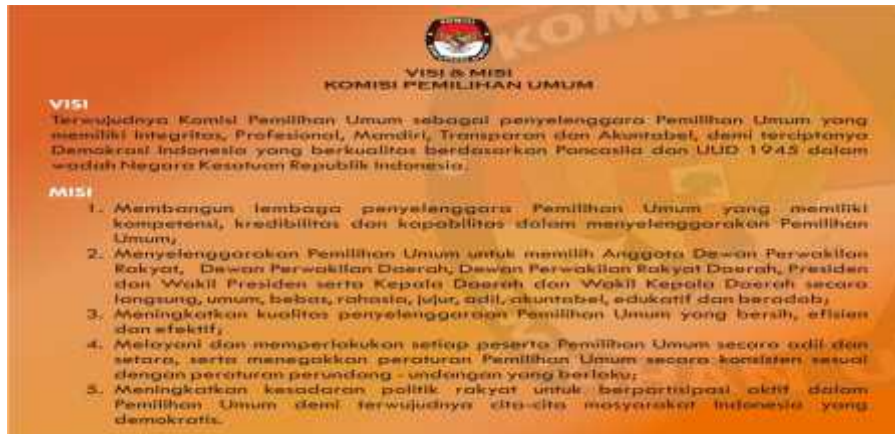 KOMISI
VISI & MISI
KOMISI PEMILIHAN UMUM
VISI
Terwujudnya Komisi Pemilihan Umum sebagai penyelenggara Pemilihan Umum yang
memiliki Integritas, Profesional, Mandiri, Transparan dan Akuntabel, demi terciptanya
Demokrasi Indonesia yang berkualitas berdasarkan Pancasila dan UUD 1945 dalam
wadah Negara Kesatuan Republik Indonesia.
MISI
1. Membangun lembaga penyelenggara Pemilihan Umum yang memiliki
kompetensi, kredibilitas dan kapabilitas dalam menyelenggarakan Pemilihan
Umum;
2. Menyelenggarakan Pemilihan Umum untuk memilih Anggota Dewan Perwakilan
Rakyat, Dewan Perwakilan Daerah, Dewan Perwakilan Rakyat Daerah, Presiden
dan Wakil Presiden serta Kepala Daerah dan Wakil Kepala Daerah secara
langsung, umum, bebas, rahasia, jujur, adil, akuntabel, edukatif dan beradab;
3. Meningkatkan kualitas penyelenggaraan Pemilihan Umum yang bersih, efisien
dan efektif;
4. Melayani dan memperlakukan setiap peserta Pemilihan Umum secara adil dan
setara, serta menegakkan peraturan Pemilihan Umum secara konsisten sesuai
dengan peraturan perundang - undangan yang berlaku;
5. Meningkatkan kesadaran politik rakyat untuk berpartisipasi aktif dalam
Pemilihan Umum demi terwujudnya cita-cita masyarakat Indonesia yang
demokratis.